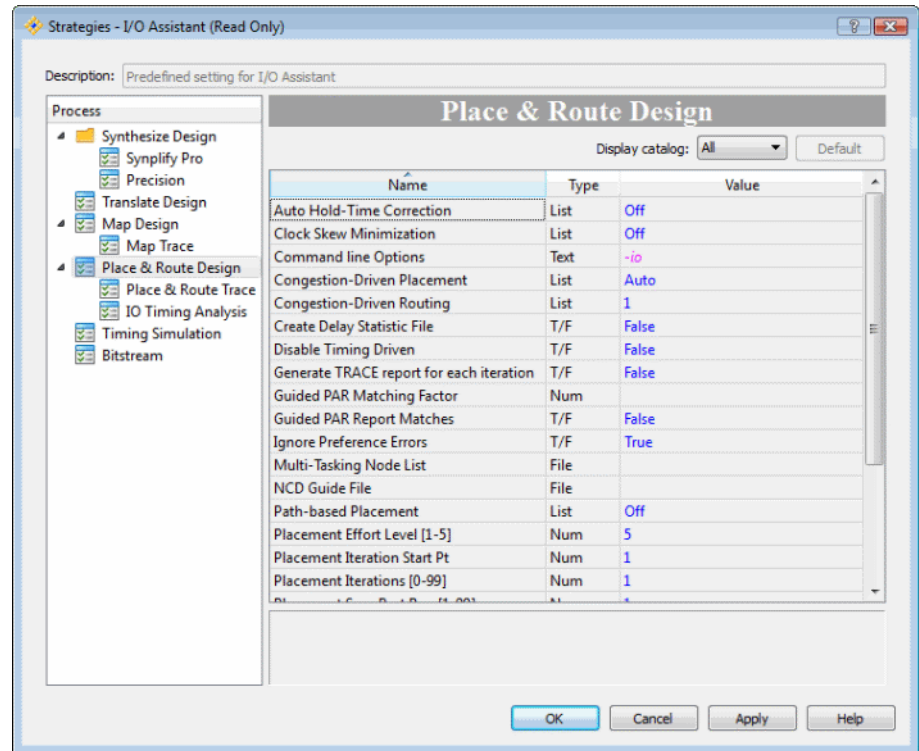 Strategies - I/O Assistant (Read Only)
Description: Predefined setting for I/O Assistant
Process
Synthesize Design
Synplify Pro
Precision
Translate Design
Map Design
Map Trace
Place & Route Design
Place & Route Trace
IO Timing Analysis
Timing Simulation
Bitstream
Place & Route Design
Display catalog: All Default
Name Type Value
Auto Hold-Time Correction List Off
Clock Skew Minimization List Off
Command line Options Text -io
Congestion-Driven Placement List Auto
Congestion-Driven Routing List 1
Create Delay Statistic File T/F False
Disable Timing Driven T/F False
Generate TRACE report for each iteration T/F False
Guided PAR Matching Factor Num
Guided PAR Report Matches T/F False
Ignore Preference Errors T/F True
Multi-Tasking Node List File
NCD Guide File File
Path-based Placement List Off
Placement Effort Level [1-5] Num 5
Placement Iteration Start Pt Num 1
Placement Iterations [0-99] Num 1
OK Cancel Apply Help